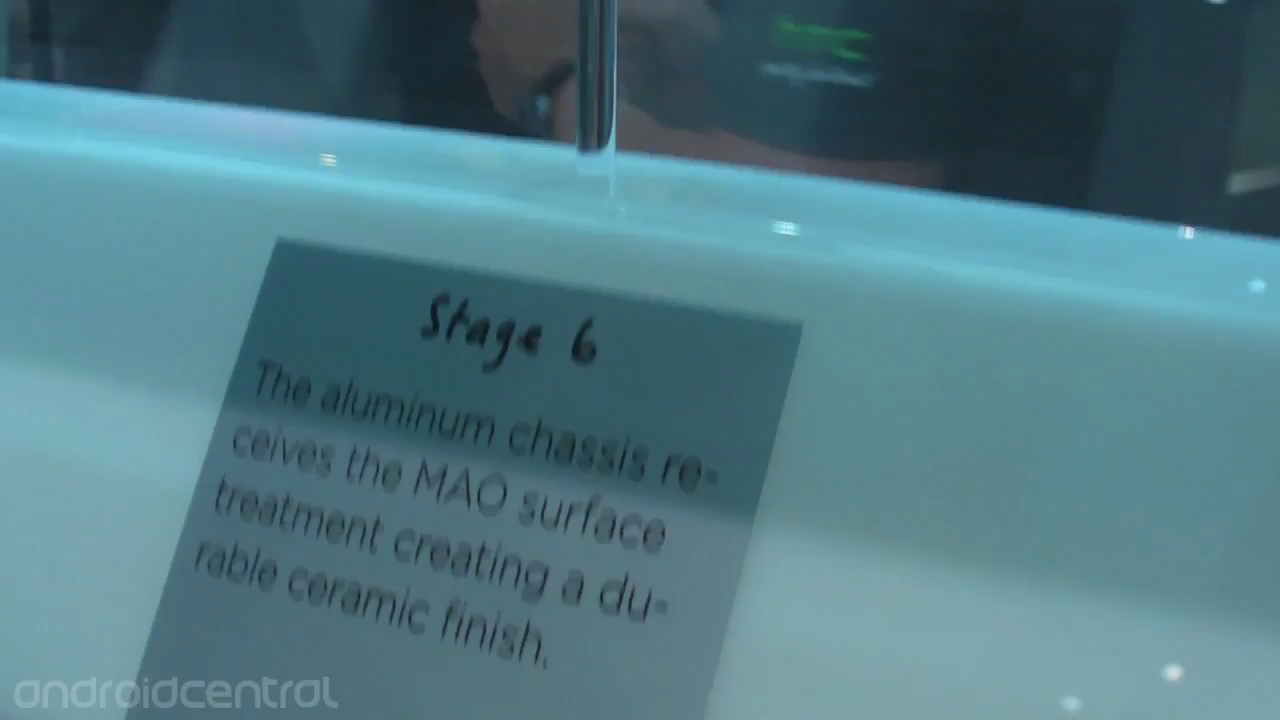 Stage 6
The aluminum chassis re-
ceives the MAO surface
treatment creating a du-
rable ceramic finish.
androidcentral